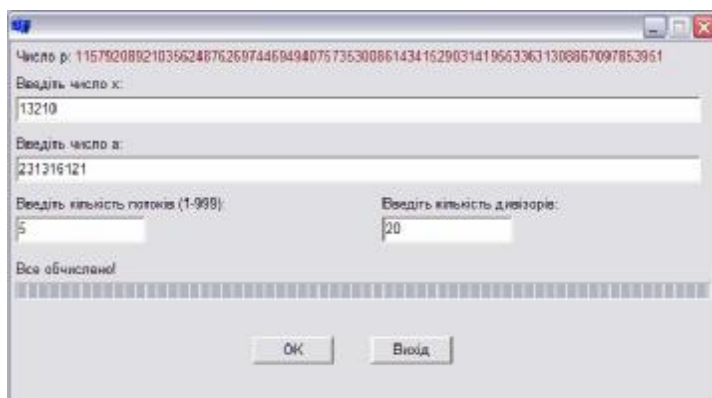 Число p: 115792089210356248762697446949407573530086143415290314195533631308867097853951
Введіть число x:
13210
Введіть число a:
231316121
Введіть кількість потоків (1-999): Введіть кількість дивізорів:
5 20
Все обчислено!
OK Вихід